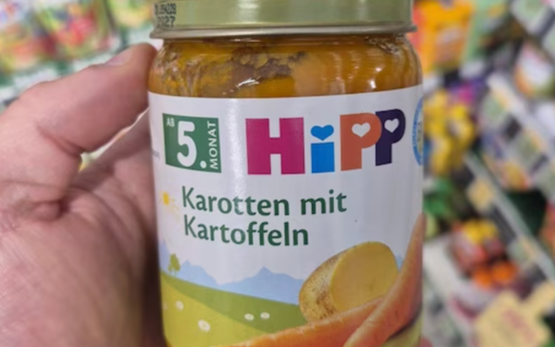 AB
5.
MONAT
HiPP
Karotten mit
Kartoffeln